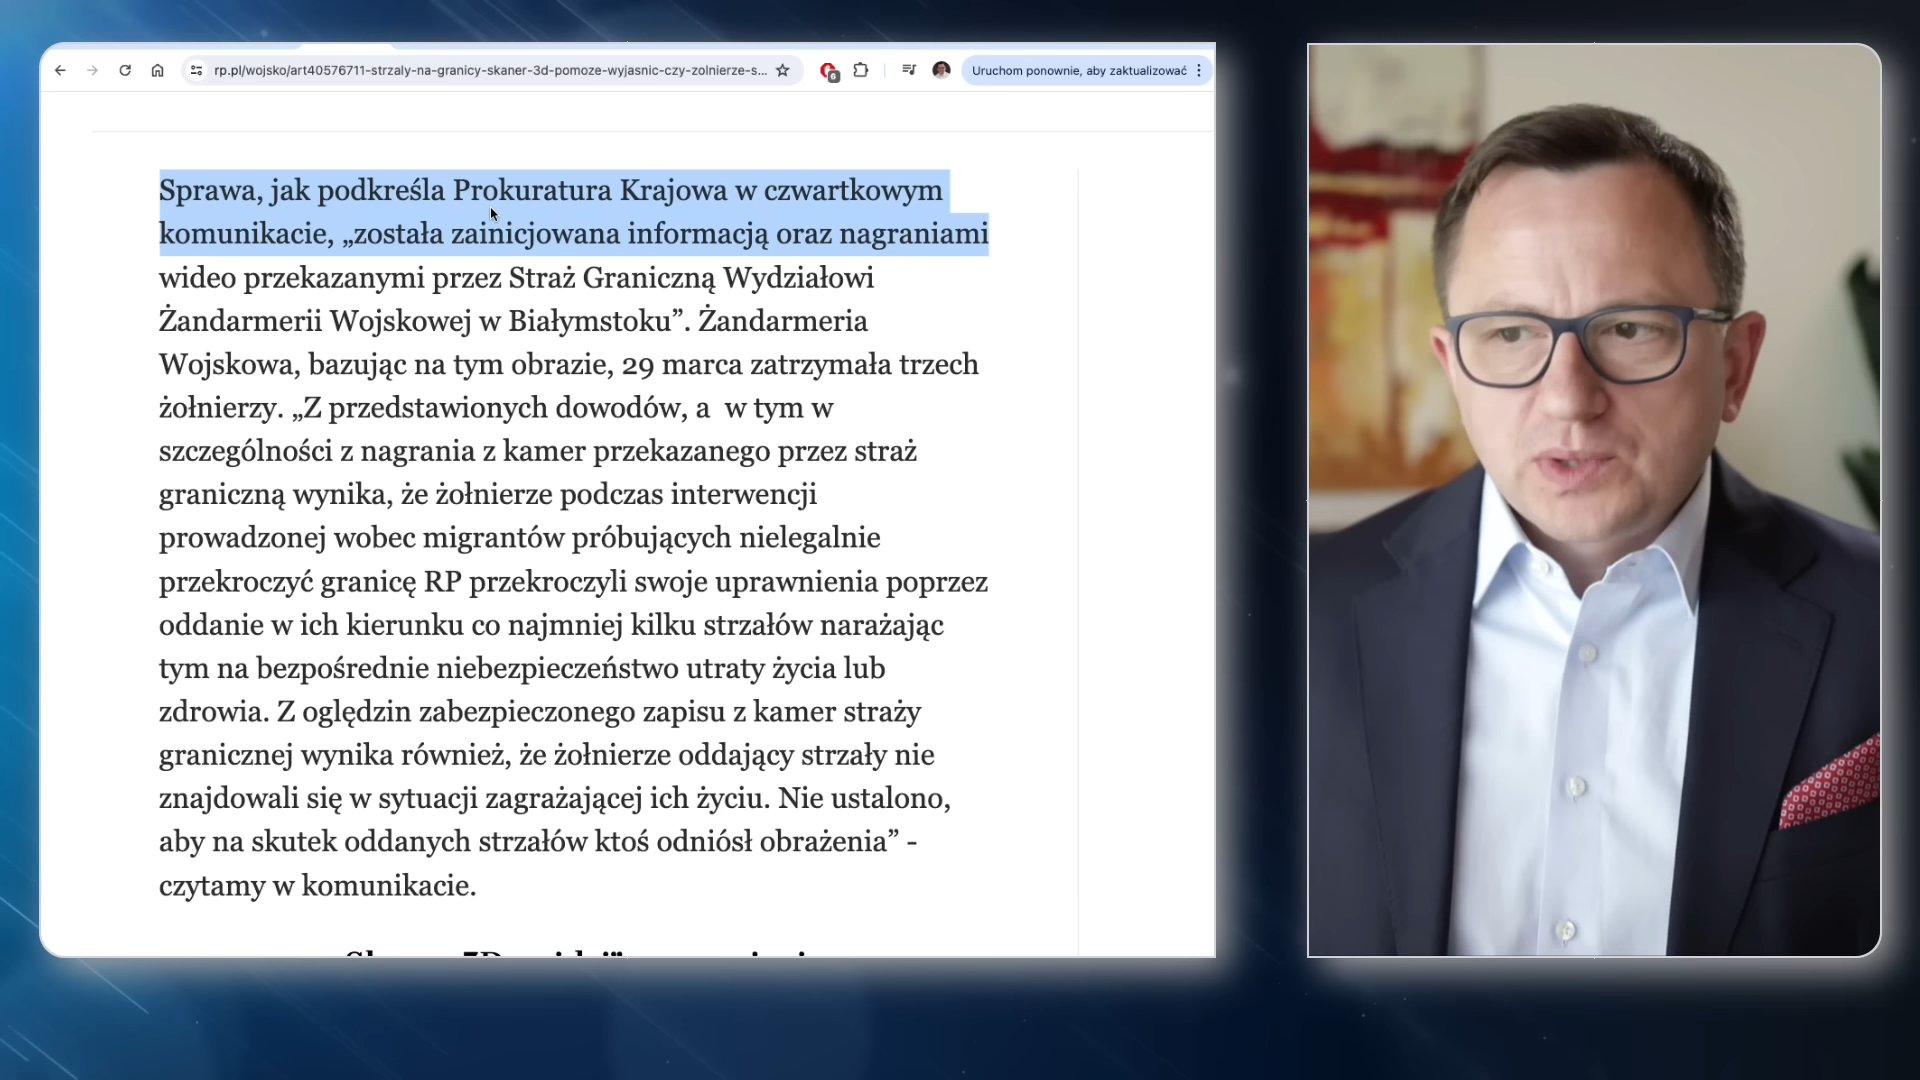 rp.pl/wojsko/art40576711-strzaly-na-granicy-skaner-3d-pomoze-wyjasnic-czy-zolnierze-s...
6
Uruchom ponownie, aby zaktualizować
Sprawa, jak podkreśla Prokuratura Krajowa w czwartkowym
komunikacie, „została zainicjowana informacją oraz nagraniami
wideo przekazanymi przez Straż Graniczną Wydziałowi
Żandarmerii Wojskowej w Białymstoku”. Żandarmeria
Wojskowa, bazując na tym obrazie, 29 marca zatrzymała trzech
żołnierzy. „Z przedstawionych dowodów, a  w tym w
szczególności z nagrania z kamer przekazanego przez straż
graniczną wynika, że żołnierze podczas interwencji
prowadzonej wobec migrantów próbujących nielegalnie
przekroczyć granicę RP przekroczyli swoje uprawnienia poprzez
oddanie w ich kierunku co najmniej kilku strzałów narażając
tym na bezpośrednie niebezpieczeństwo utraty życia lub
zdrowia. Z oględzin zabezpieczonego zapisu z kamer straży
granicznej wynika również, że żołnierze oddający strzały nie
znajdowali się w sytuacji zagrażającej ich życiu. Nie ustalono,
aby na skutek oddanych strzałów ktoś odniósł obrażenia” -
czytamy w komunikacie.